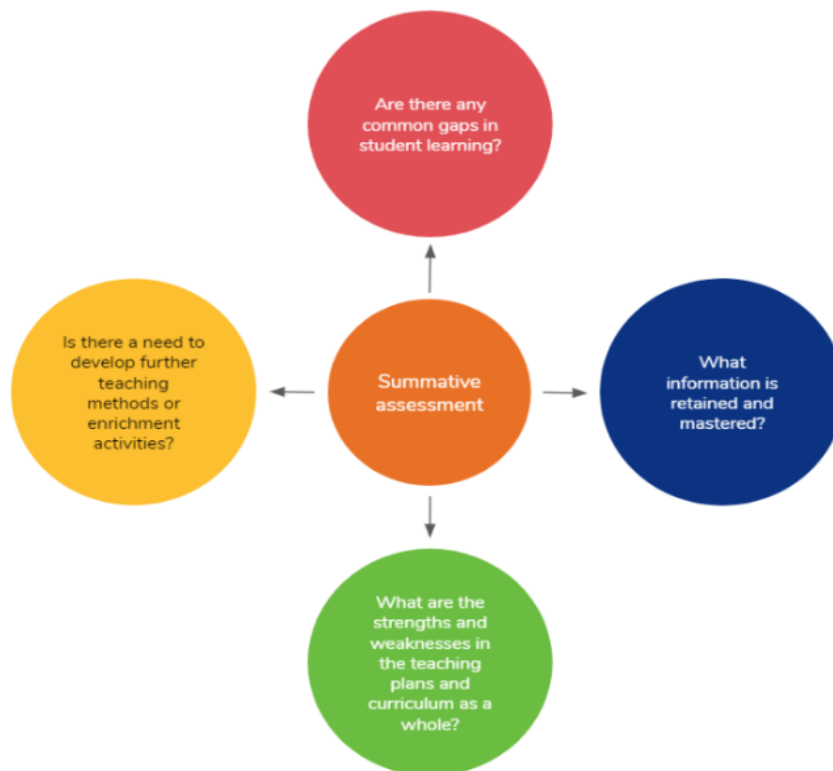 Are there any
common gaps in
student learning?
Is there a need to
develop further
teaching
methods or
enrichment
activities?
Summative
assessment
What
information is
retained and
mastered?
What are the
strengths and
weaknesses in
the teaching
plans and
curriculum as a
whole?